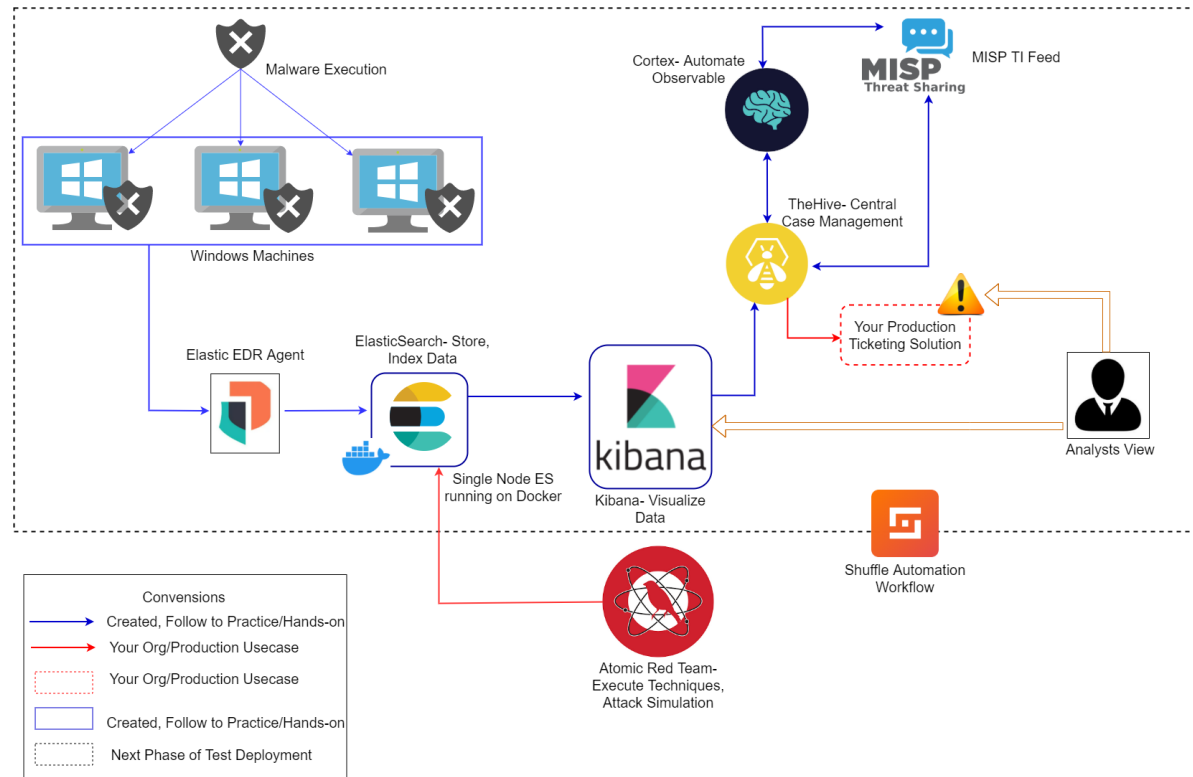 Malware Execution
Cortex- Automate
Observable
MISP
Threat Sharing
MISP TI Feed
Windows Machines
TheHive- Central
Case Management
Elastic EDR Agent
ElasticSearch- Store,
Index Data
Your Production
Ticketing Solution
kibana
Analysts View
Single Node ES
running on Docker
Kibana- Visualize
Data
Shuffle Automation
Workflow
Atomic Red Team-
Execute Techniques,
Attack Simulation
Convensions
Created, Follow to Practice/Hands-on
Your Org/Production Usecase
Your Org/Production Usecase
Created, Follow to Practice/Hands-on
Next Phase of Test Deployment